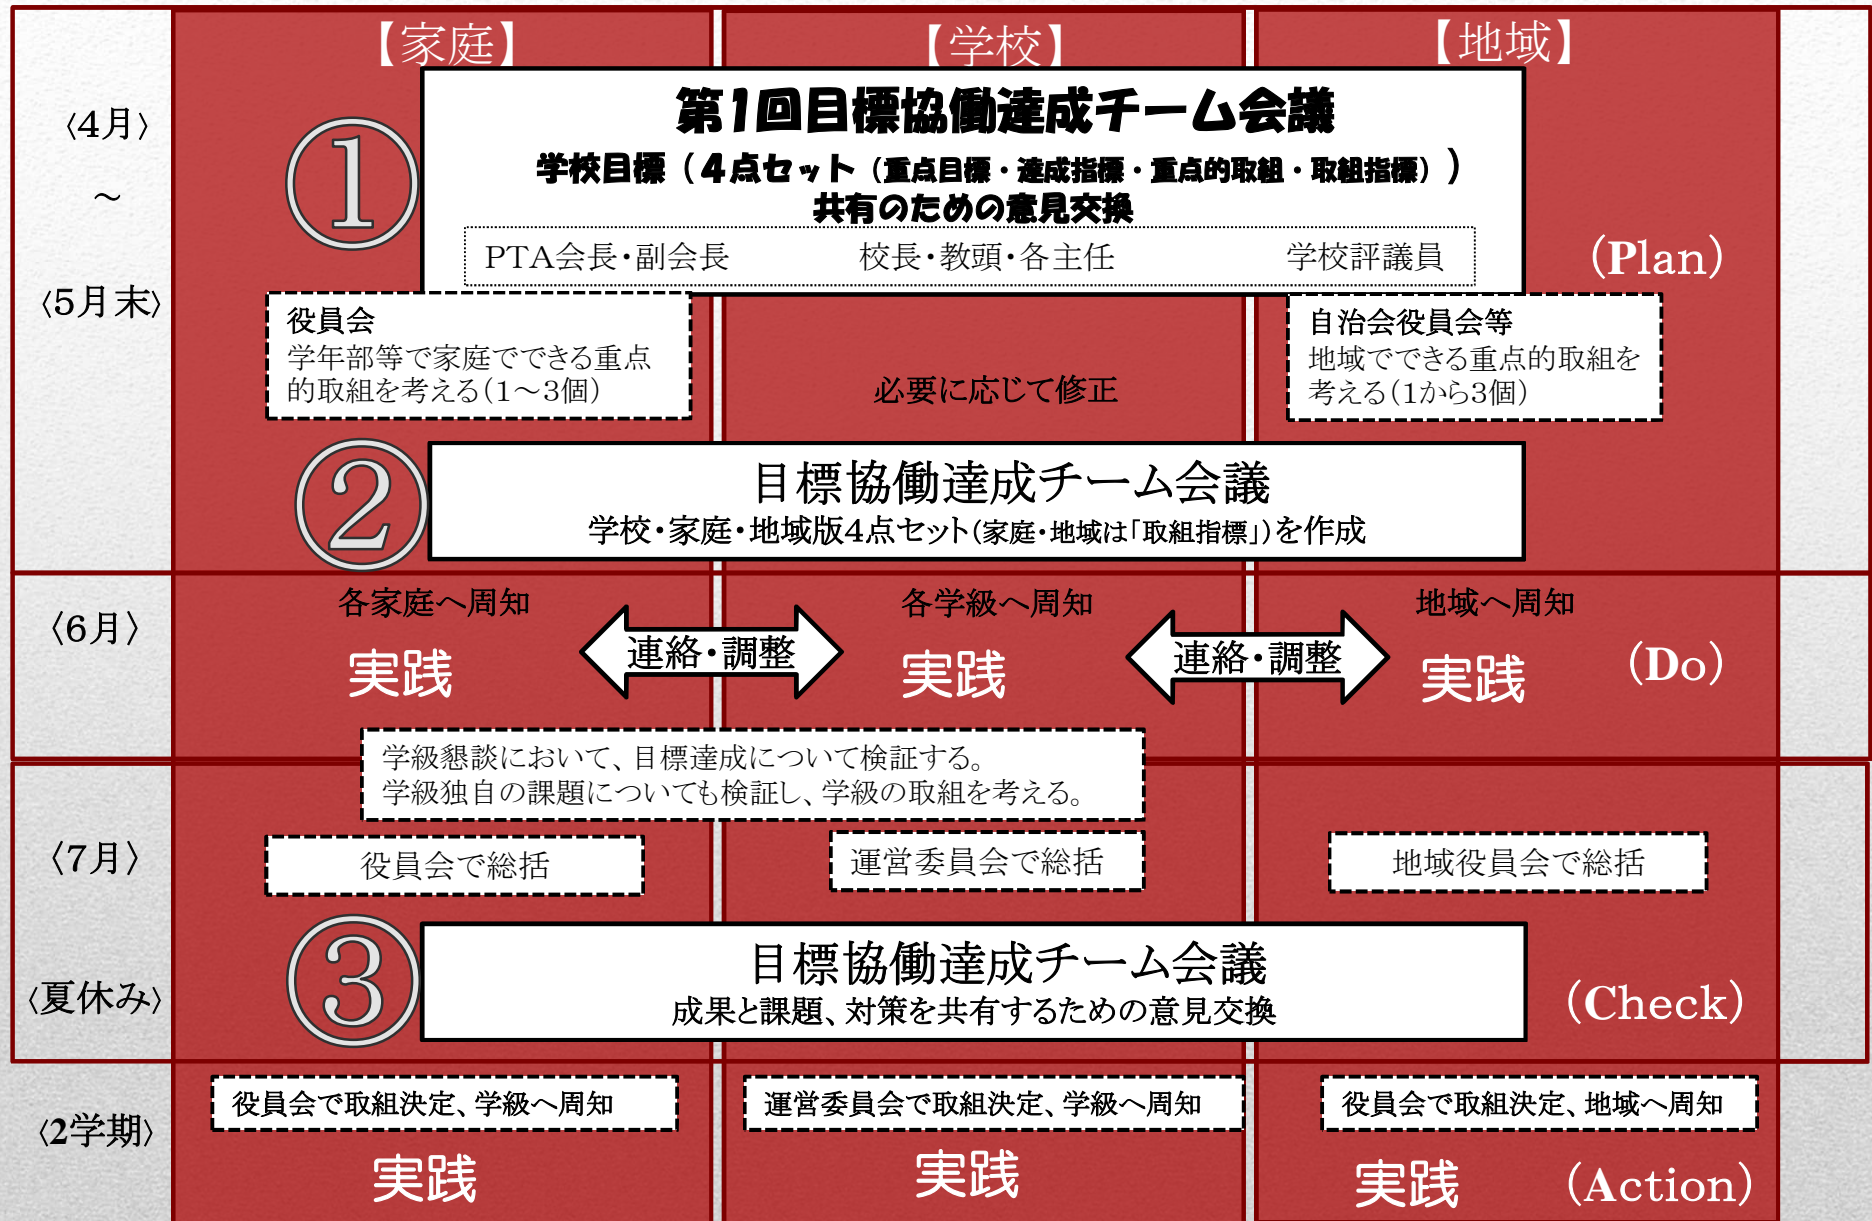 【家庭】
【学校】
【地域】
〈4月〉
～
〈5月末〉
①
第1回目標協働達成チーム会議
学校目標（4点セット（重点目標・達成指標・重点的取組・取組指標））
共有のための意見交換
PTA会長・副会長
校長・教頭・各主任
学校評議員
（Plan）
役員会
学年部等で家庭でできる重点
的取組を考える（1～3個）
必要に応じて修正
自治会役員会等
地域でできる重点的取組を
考える（1から3個）
②
目標協働達成チーム会議
学校・家庭・地域版4点セット（家庭・地域は「取組指標」）を作成
〈6月〉
各家庭へ周知
各学級へ周知
地域へ周知
実践
連絡・調整
実践
連絡・調整
実践
（Do）
学級懇談において、目標達成について検証する。
学級独自の課題についても検証し、学級の取組を考える。
〈7月〉
役員会で総括
運営委員会で総括
地域役員会で総括
〈夏休み〉
③
目標協働達成チーム会議
成果と課題、対策を共有するための意見交換
（Check）
〈2学期〉
役員会で取組決定、学級へ周知
運営委員会で取組決定、学級へ周知
役員会で取組決定、地域へ周知
実践
実践
実践
（Action）